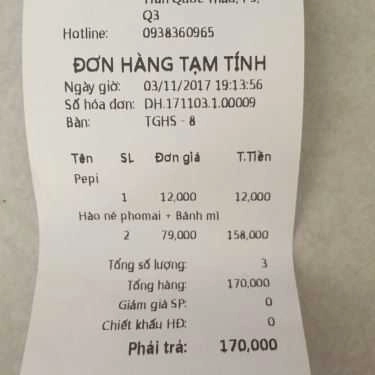 Q3
Hotline: 0938360965
ĐƠN HÀNG TẠM TÍNH
Ngày giờ: 03/11/2017 19:13:56
Số hóa đơn: DH.171103.1.00009
Bàn: TGHS - 8
Tên SL Đơn giá T.Tiền
Pepi
1 12,000 12,000
Hào né phomai + Bánh mì
2 79,000 158,000
Tổng số lượng: 3
Tổng hàng: 170,000
Giảm giá SP: 0
Chiết khấu HĐ: 0
Phải trả: 170,000